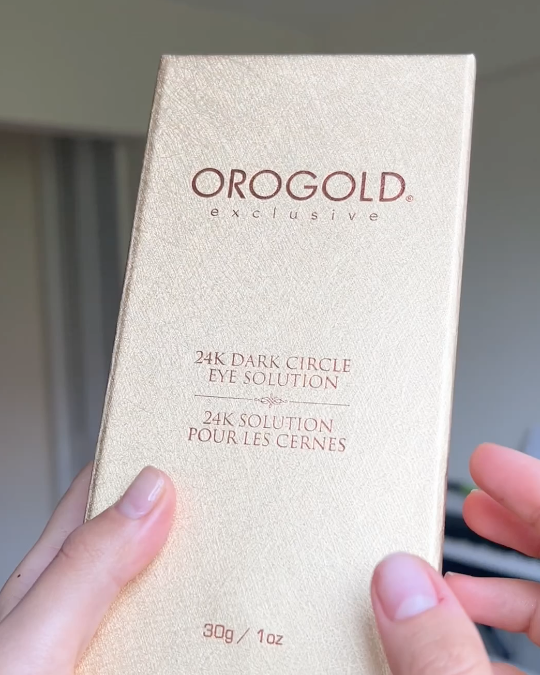 OROGOLD®
exclusive
24K DARK CIRCLE
EYE SOLUTION
24K SOLUTION
POUR LES CERNES
30g / 1oz